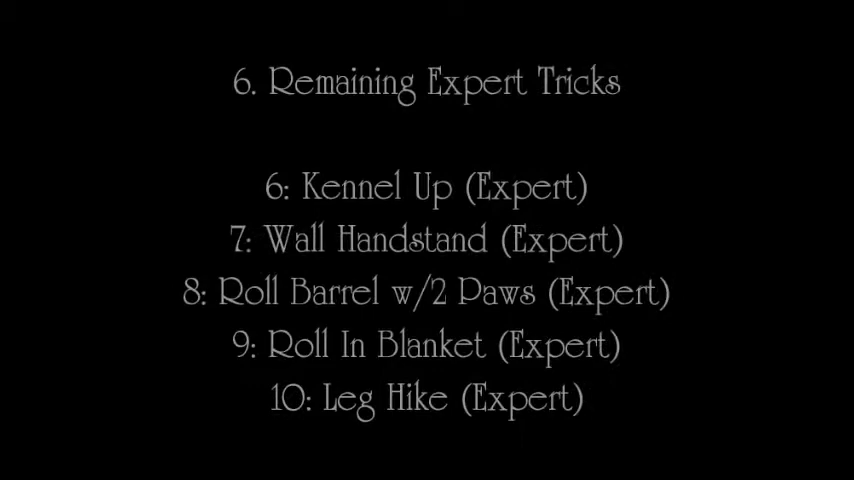 6. Remaining Expert Tricks
6: Kennel Up (Expert)
7: Wall Handstand (Expert)
8: Roll Barrel w/2 Paws (Expert)
9: Roll In Blanket (Expert)
10: Leg Hike (Expert)